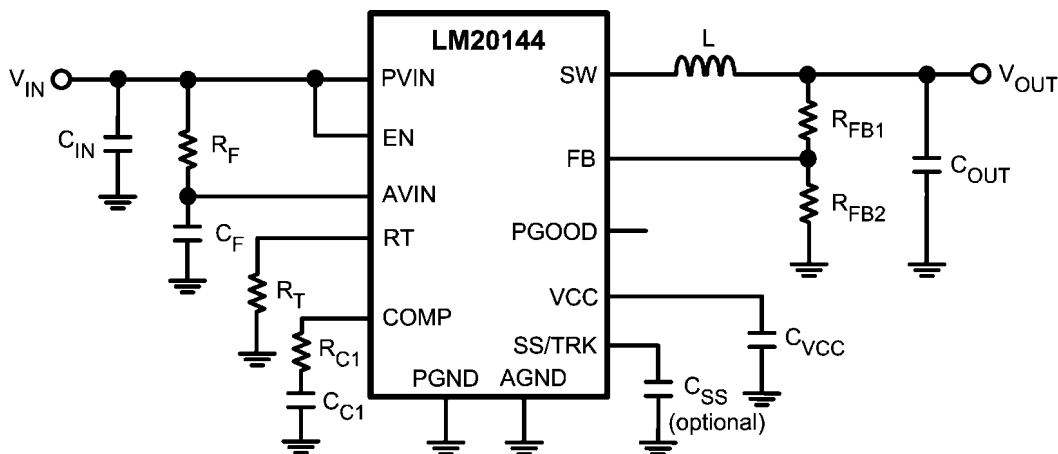 LM20144
V_IN
C_IN
R_F
C_F
R_T
R_C1
C_C1
PVIN
EN
AVIN
RT
COMP
PGND
AGND
SW
FB
PGOOD
VCC
SS/TRK
L
V_OUT
R_FB1
R_FB2
C_OUT
C_VCC
C_SS
(optional)